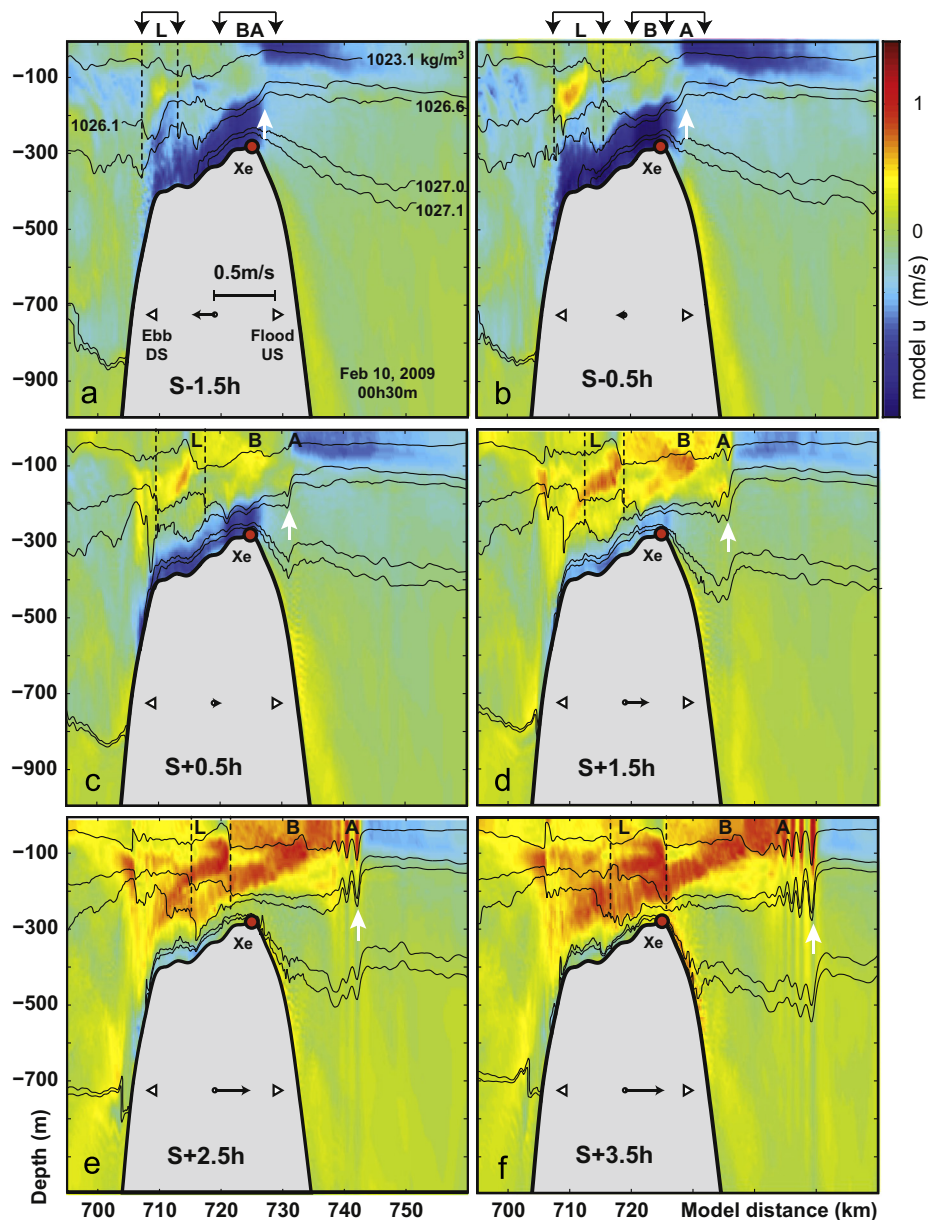 L BA
L B A
1023.1 kg/m³
1026.6
1026.1
1027.0
1027.1
Xe
0.5m/s
Ebb
DS
Flood
US
S-1.5h
Feb 10, 2009
00h30m
a
-100
-300
-500
-700
-900
Xe
S-0.5h
b
1
0
-1
model u (m/s)
L B A
Xe
S+0.5h
c
-100
-300
-500
-700
-900
L B A
Xe
S+1.5h
d
L B A
Xe
S+2.5h
e
-100
-300
-500
-700
Depth (m)
700 710 720 730 740 750
L B A
Xe
S+3.5h
f
700 710 720 Model distance (km)